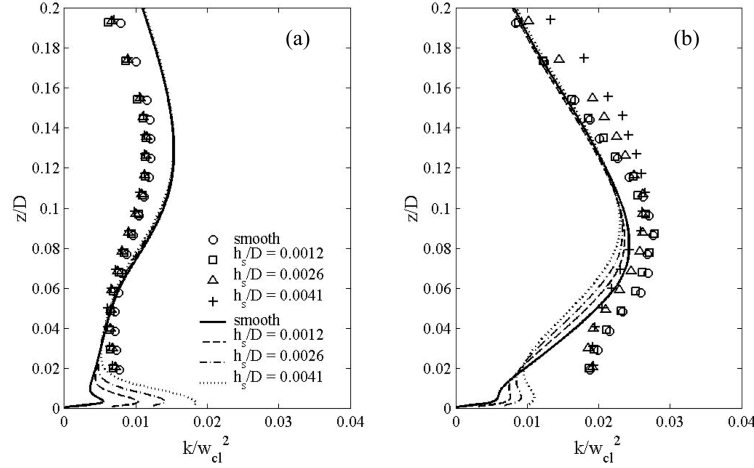 (a)
0.2
0.18
0.16
0.14
0.12
0.1
0.08
0.06
0.04
0.02
0
z/D
smooth
h_s/D = 0.0012
h_s/D = 0.0026
h_s/D = 0.0041
smooth
h_s/D = 0.0012
h_s/D = 0.0026
h_s/D = 0.0041
0 0.01 0.02 0.03 0.04
k/w_cl^2
(b)
0.2
0.18
0.16
0.14
0.12
0.1
0.08
0.06
0.04
0.02
0
z/D
0 0.01 0.02 0.03 0.04
k/w_cl^2